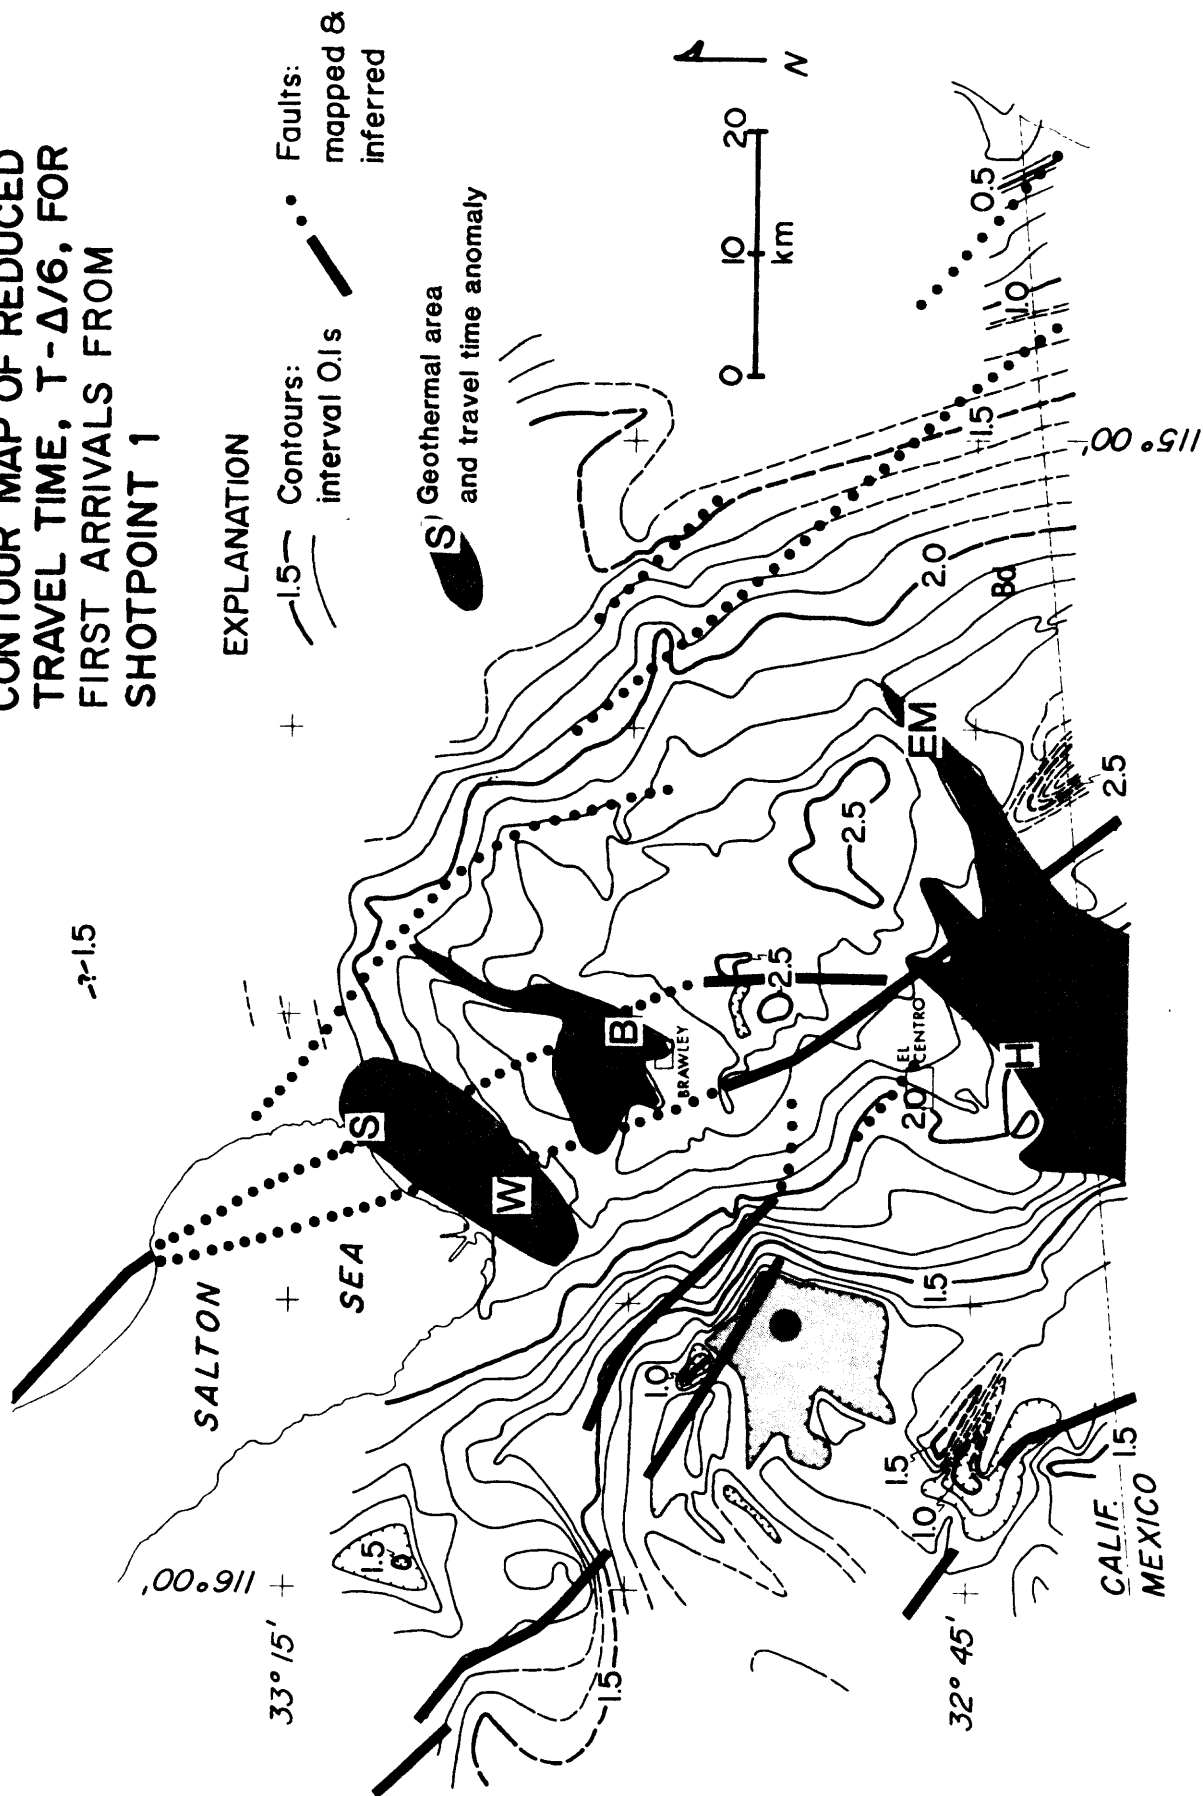 CONTOUR MAP OF REDUCED
TRAVEL TIME, T-Δ/6, FOR
FIRST ARRIVALS FROM
SHOTPOINT 1
EXPLANATION
1.5 Contours:
interval 0.1s
Faults:
mapped &
inferred
S Geothermal area
and travel time anomaly
0 10 20
km
N
-?-1.5
SALTON
SEA
S
W
B
BRAWLEY
EL
CENTRO
H
EM
Bd
116°00'
115°00'
33°15'
32°45'
CALIF.
MEXICO
1.5
1.5
1.0
1.5
1.0
1.5
1.5
2.0
2.5
2.5
2.5
2.0
1.5
1.0
0.5